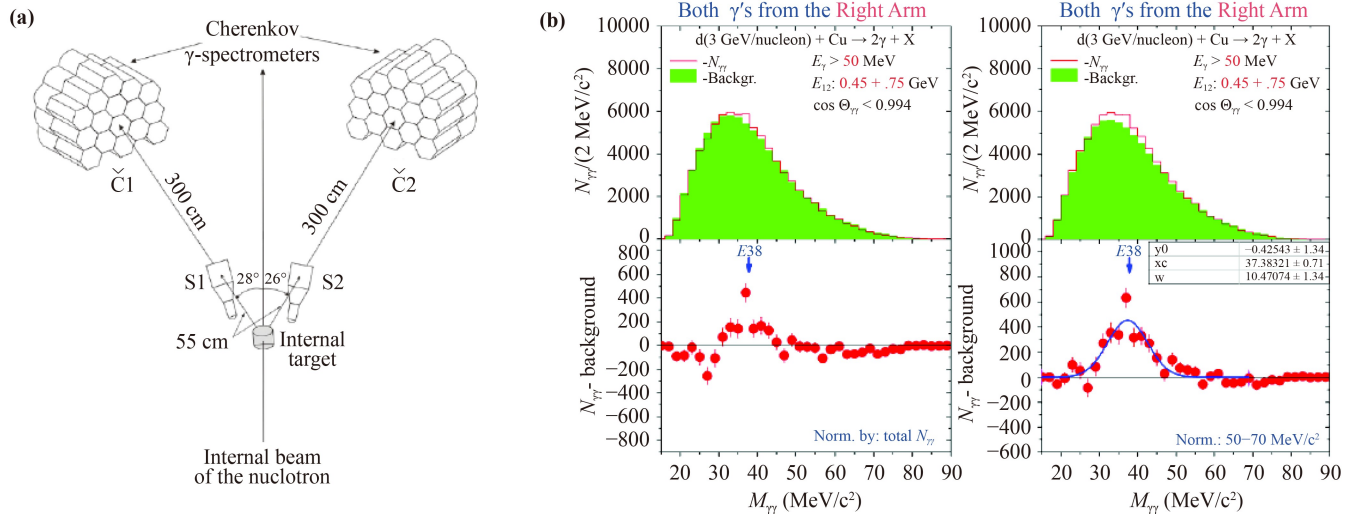 (a)
Cherenkov
γ-spectrometers
Č1
Č2
300 cm
300 cm
S1
28°
26°
S2
55 cm
Internal
target
Internal beam
of the nuclotron
(b)
Both γ's from the Right Arm
d(3 GeV/nucleon) + Cu → 2γ + X
-Nγγ
-Backgr.
Eγ > 50 MeV
E12: 0.45 + .75 GeV
cos Θγγ < 0.994
Nγγ/(2 MeV/c²)
10000
8000
6000
4000
2000
0
E38
Nγγ- background
800
600
400
200
0
−200
−400
−600
−800
Norm. by: total Nγγ
20 30 40 50 60 70 80 90
Mγγ (MeV/c²)
Both γ's from the Right Arm
d(3 GeV/nucleon) + Cu → 2γ + X
-Nγγ
-Backgr.
Eγ > 50 MeV
E12: 0.45 + .75 GeV
cos Θγγ < 0.994
Nγγ/(2 MeV/c²)
10000
8000
6000
4000
2000
0
E38
y0 −0.42543 ± 1.34
xc 37.38321 ± 0.71
w 10.47074 ± 1.34
Nγγ- background
1000
800
600
400
200
0
−200
−400
−600
Norm.: 50−70 MeV/c²
20 30 40 50 60 70 80 90
Mγγ (MeV/c²)